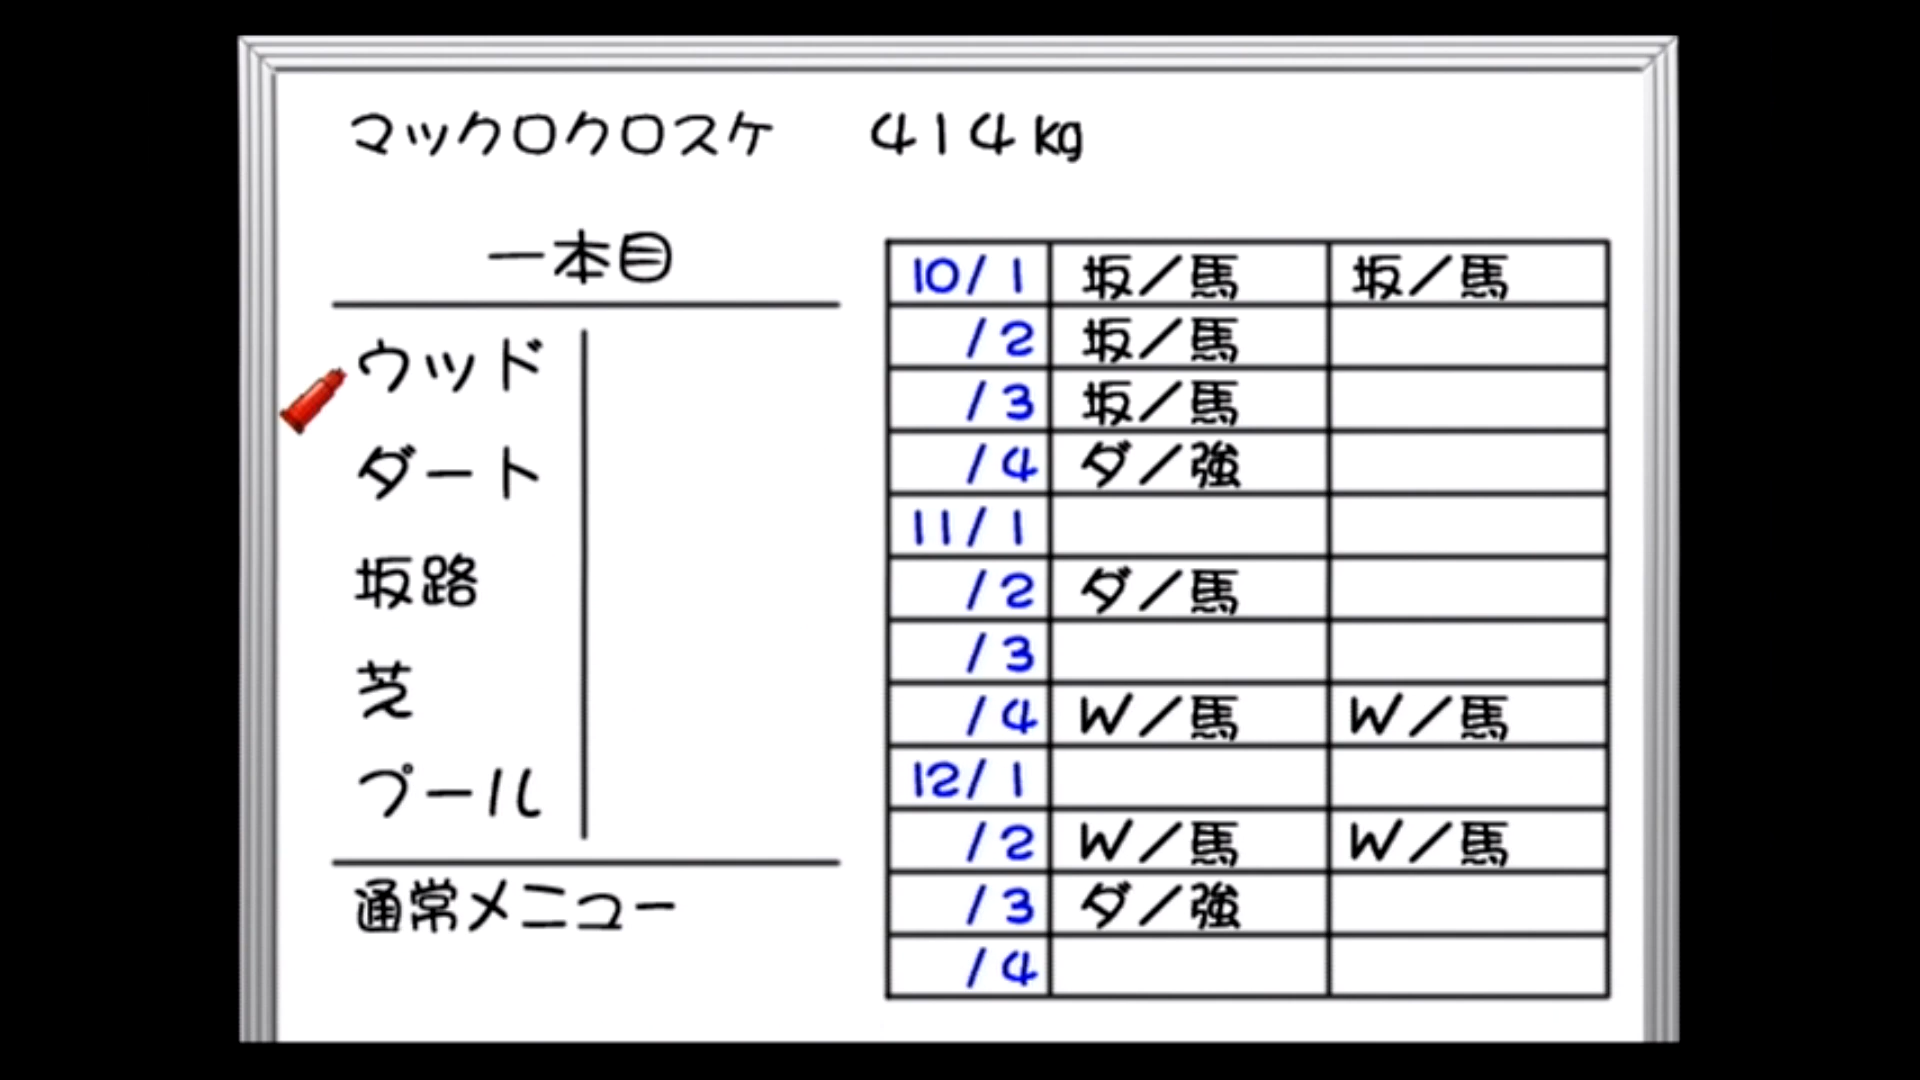 マックロクロスケ 414kg
一本目
ウッド
ダート
坂路
芝
プール
通常メニュー
10/1 坂／馬 坂／馬
/2 坂／馬
/3 坂／馬
/4 ダ／強
11/1
/2 ダ／馬
/3
/4 W／馬 W／馬
12/1
/2 W／馬 W／馬
/3 ダ／強
/4